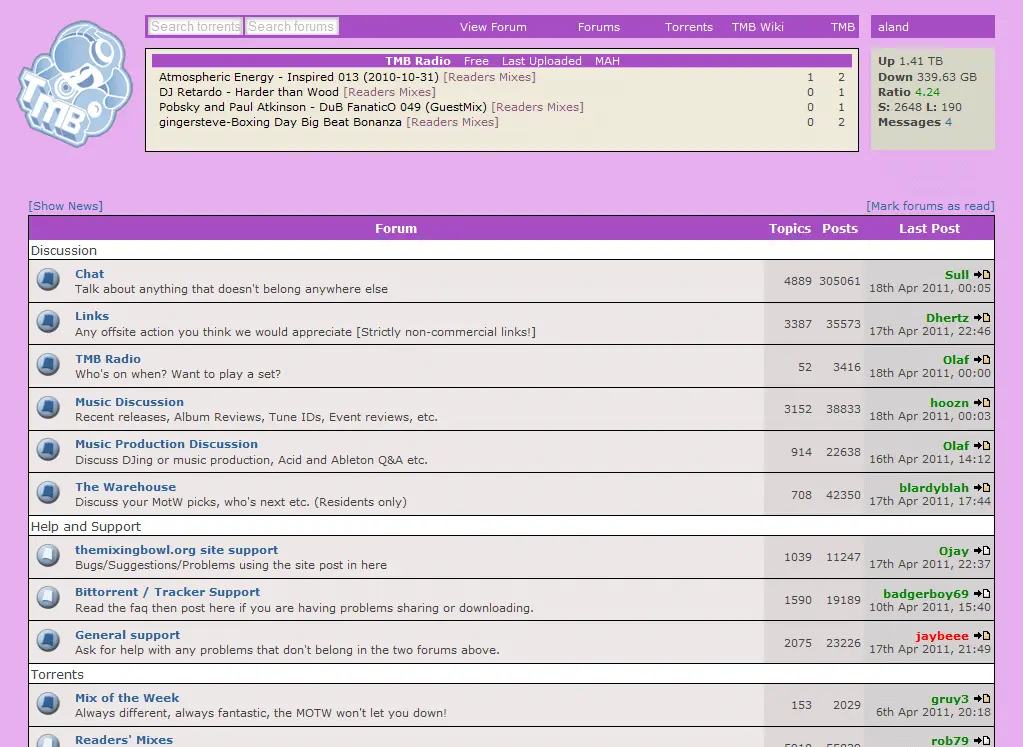 TMB
Search torrents Search forums View Forum Forums Torrents TMB Wiki TMB aland
TMB Radio Free Last Uploaded MAH
Atmospheric Energy - Inspired 013 (2010-10-31) [Readers Mixes] 1 2
DJ Retardo - Harder than Wood [Readers Mixes] 0 1
Pobsky and Paul Atkinson - DuB FanaticO 049 (GuestMix) [Readers Mixes] 0 1
gingersteve-Boxing Day Big Beat Bonanza [Readers Mixes] 0 2
Up 1.41 TB
Down 339.63 GB
Ratio 4.24
S: 2648 L: 190
Messages 4
[Show News] [Mark forums as read]
Forum Topics Posts Last Post
Discussion
Chat 4889 305061 Sull
Talk about anything that doesn't belong anywhere else 18th Apr 2011, 00:05
Links 3387 35573 Dhertz
Any offsite action you think we would appreciate [Strictly non-commercial links!] 17th Apr 2011, 22:46
TMB Radio 52 3416 Olaf
Who's on when? Want to play a set? 18th Apr 2011, 00:00
Music Discussion 3152 38833 hoozn
Recent releases, Album Reviews, Tune IDs, Event reviews, etc. 18th Apr 2011, 00:03
Music Production Discussion 914 22638 Olaf
Discuss DJing or music production, Acid and Ableton Q&A etc. 16th Apr 2011, 14:12
The Warehouse 708 42350 blardyblah
Discuss your MotW picks, who's next etc. (Residents only) 17th Apr 2011, 17:44
Help and Support
themixingbowl.org site support 1039 11247 Ojay
Bugs/Suggestions/Problems using the site post in here 17th Apr 2011, 22:37
Bittorrent / Tracker Support 1590 19189 badgerboy69
Read the faq then post here if you are having problems sharing or downloading. 10th Apr 2011, 15:40
General support 2075 23226 jaybeee
Ask for help with any problems that don't belong in the two forums above. 17th Apr 2011, 21:49
Torrents
Mix of the Week 153 2029 gruy3
Always different, always fantastic, the MOTW won't let you down! 6th Apr 2011, 20:18
Readers' Mixes rob79